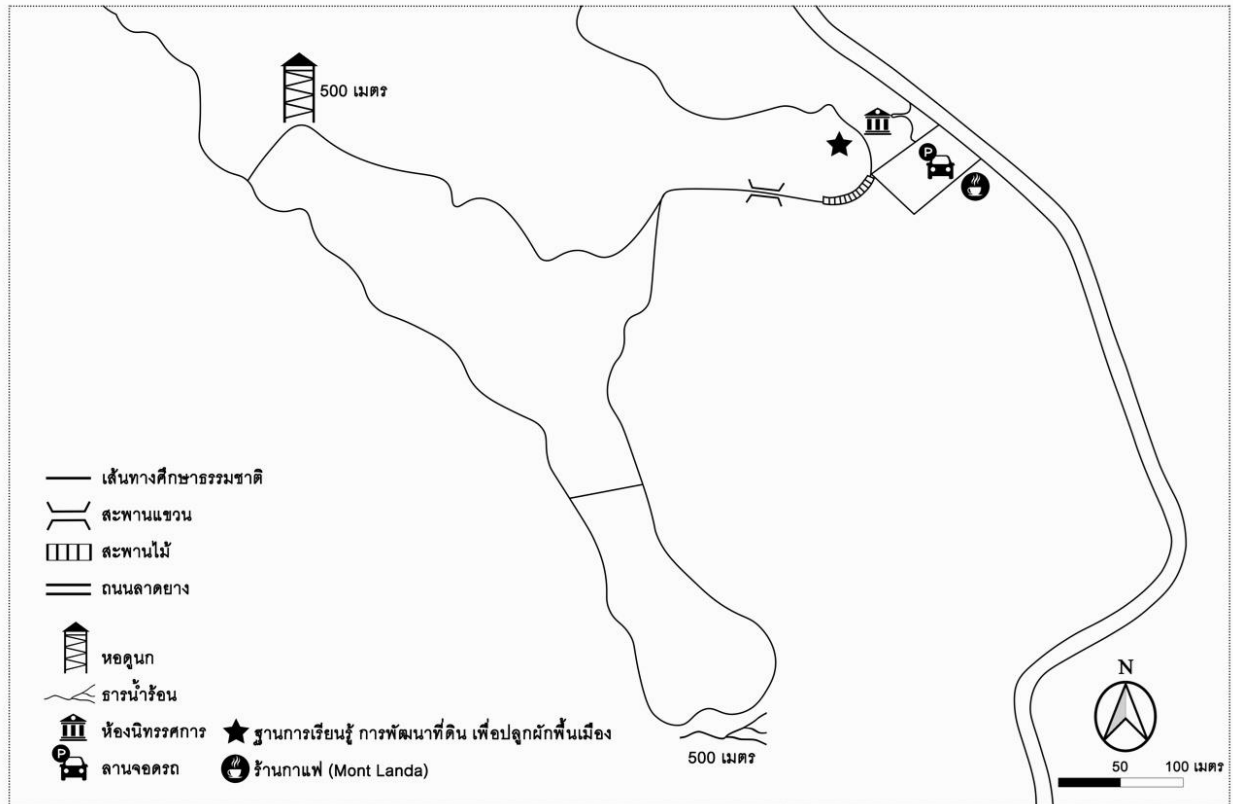 500 เมตร
P
เส้นทางศึกษาธรรมชาติ
สะพานแขวน
สะพานไม้
ถนนลาดยาง
หอดูนก
ธารน้ำร้อน
ห้องนิทรรศการ
ฐานการเรียนรู้ การพัฒนาที่ดิน เพื่อปลูกผักพื้นเมือง
P
ลานจอดรถ
ร้านกาแฟ (Mont Landa)
500 เมตร
N
50 100 เมตร